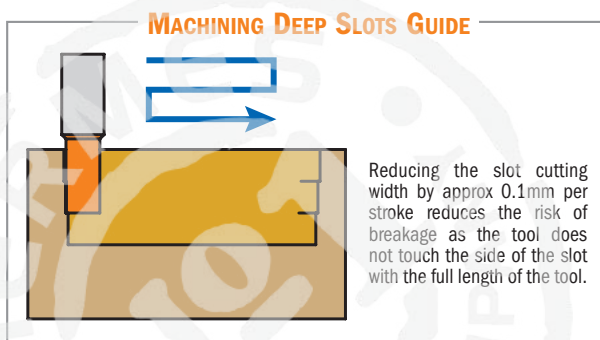 MACHINING DEEP SLOTS GUIDE
Reducing the slot cutting
width by approx 0.1mm per
stroke reduces the risk of
breakage as the tool does
not touch the side of the slot
with the full length of the tool.